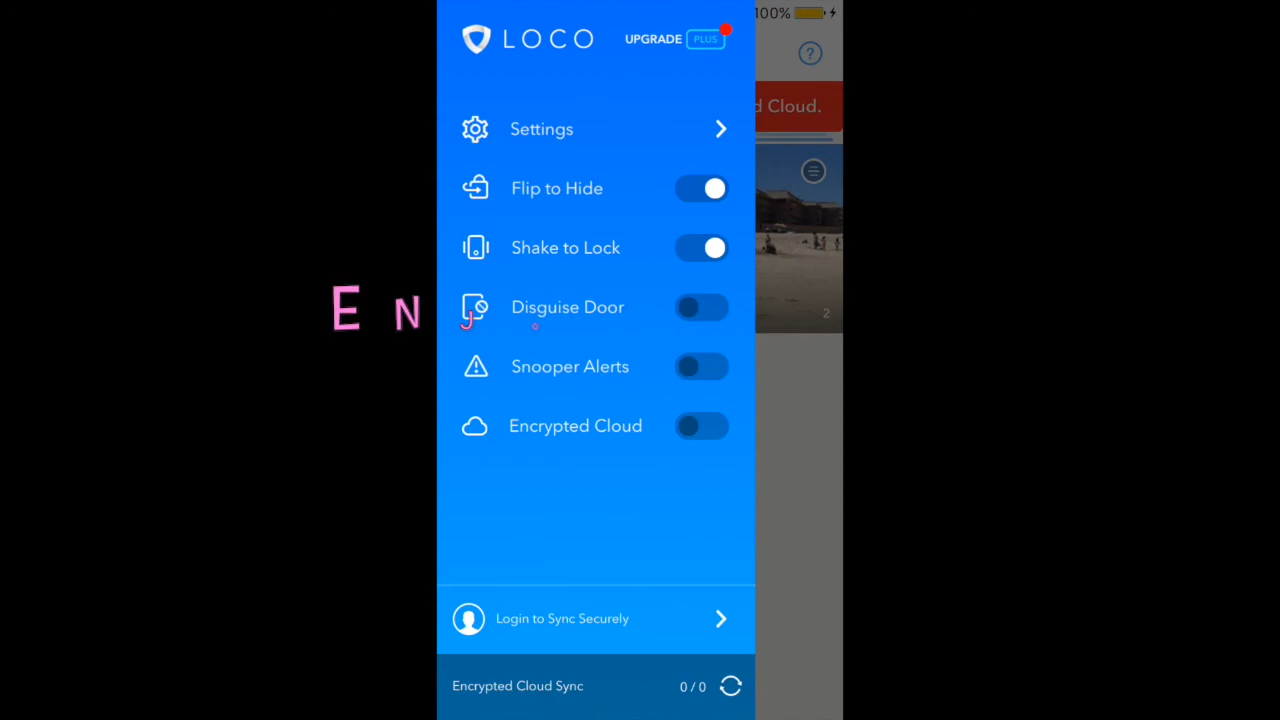 LOCO UPGRADE PLUS
100%
d Cloud.
Settings
Flip to Hide
Shake to Lock
Disguise Door
2
E N J o
Snooper Alerts
Encrypted Cloud
Login to Sync Securely
Encrypted Cloud Sync 0 / 0